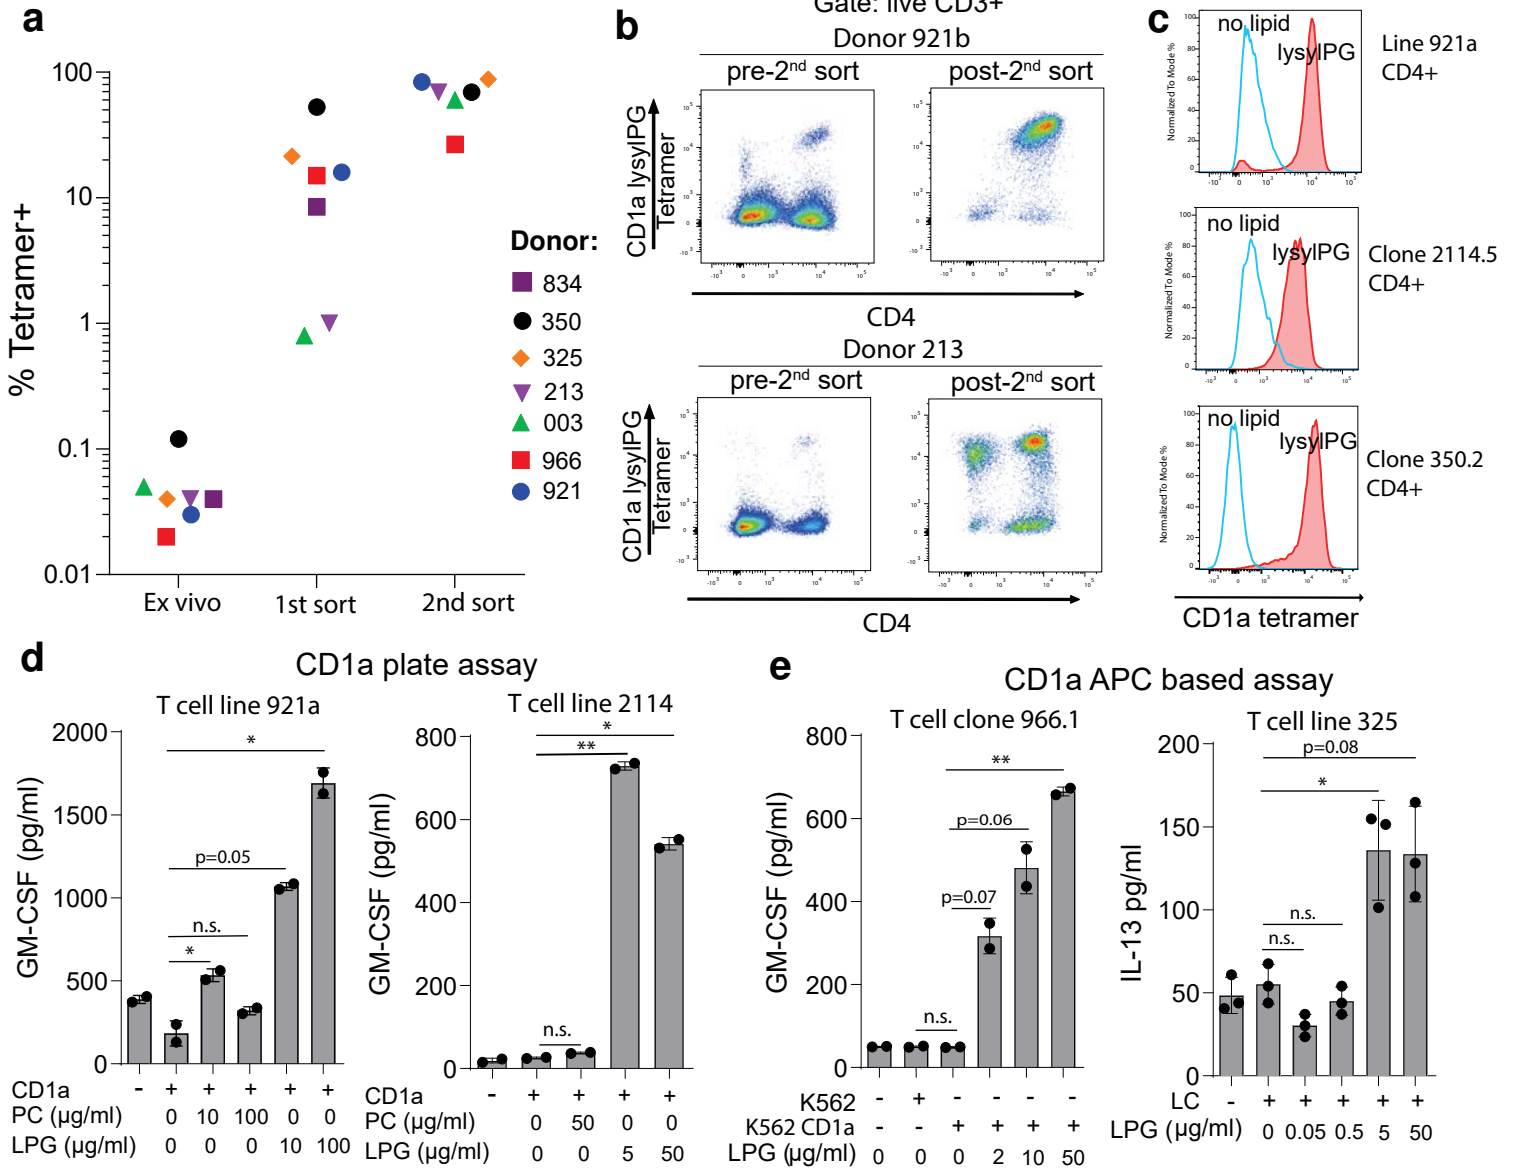 a
% Tetramer+
100
10
1
0.1
0.01
Ex vivo
1st sort
2nd sort
Donor:
834
350
325
213
003
966
921
b
Gate: live CD3+
Donor 921b
pre-2nd sort
post-2nd sort
CD1a lysylPG
Tetramer
CD4
Donor 213
pre-2nd sort
post-2nd sort
CD1a lysylPG
Tetramer
CD4
c
no lipid
lysylPG
Normalized To Mode %
Line 921a
CD4+
no lipid
lysylPG
Normalized To Mode %
Clone 2114.5
CD4+
no lipid
lysylPG
Normalized To Mode %
Clone 350.2
CD4+
CD1a tetramer
d
CD1a plate assay
T cell line 921a
GM-CSF (pg/ml)
2000
1500
1000
500
0
*
p=0.05
n.s.
*
CD1a - + + + + +
PC (µg/ml) 0 10 100 0 0
LPG (µg/ml) 0 0 0 10 100
T cell line 2114
GM-CSF (pg/ml)
800
600
400
200
0
*
**
n.s.
CD1a - + + + +
PC (µg/ml) 0 50 0 0
LPG (µg/ml) 0 0 5 50
e
CD1a APC based assay
T cell clone 966.1
GM-CSF (pg/ml)
800
600
400
200
0
**
p=0.06
p=0.07
n.s.
K562 - + - - - -
K562 CD1a - - + + + +
LPG (µg/ml) 0 0 0 2 10 50
T cell line 325
IL-13 pg/ml
200
150
100
50
0
p=0.08
*
n.s.
n.s.
LC - + + + + +
LPG (µg/ml) 0 0.05 0.5 5 50